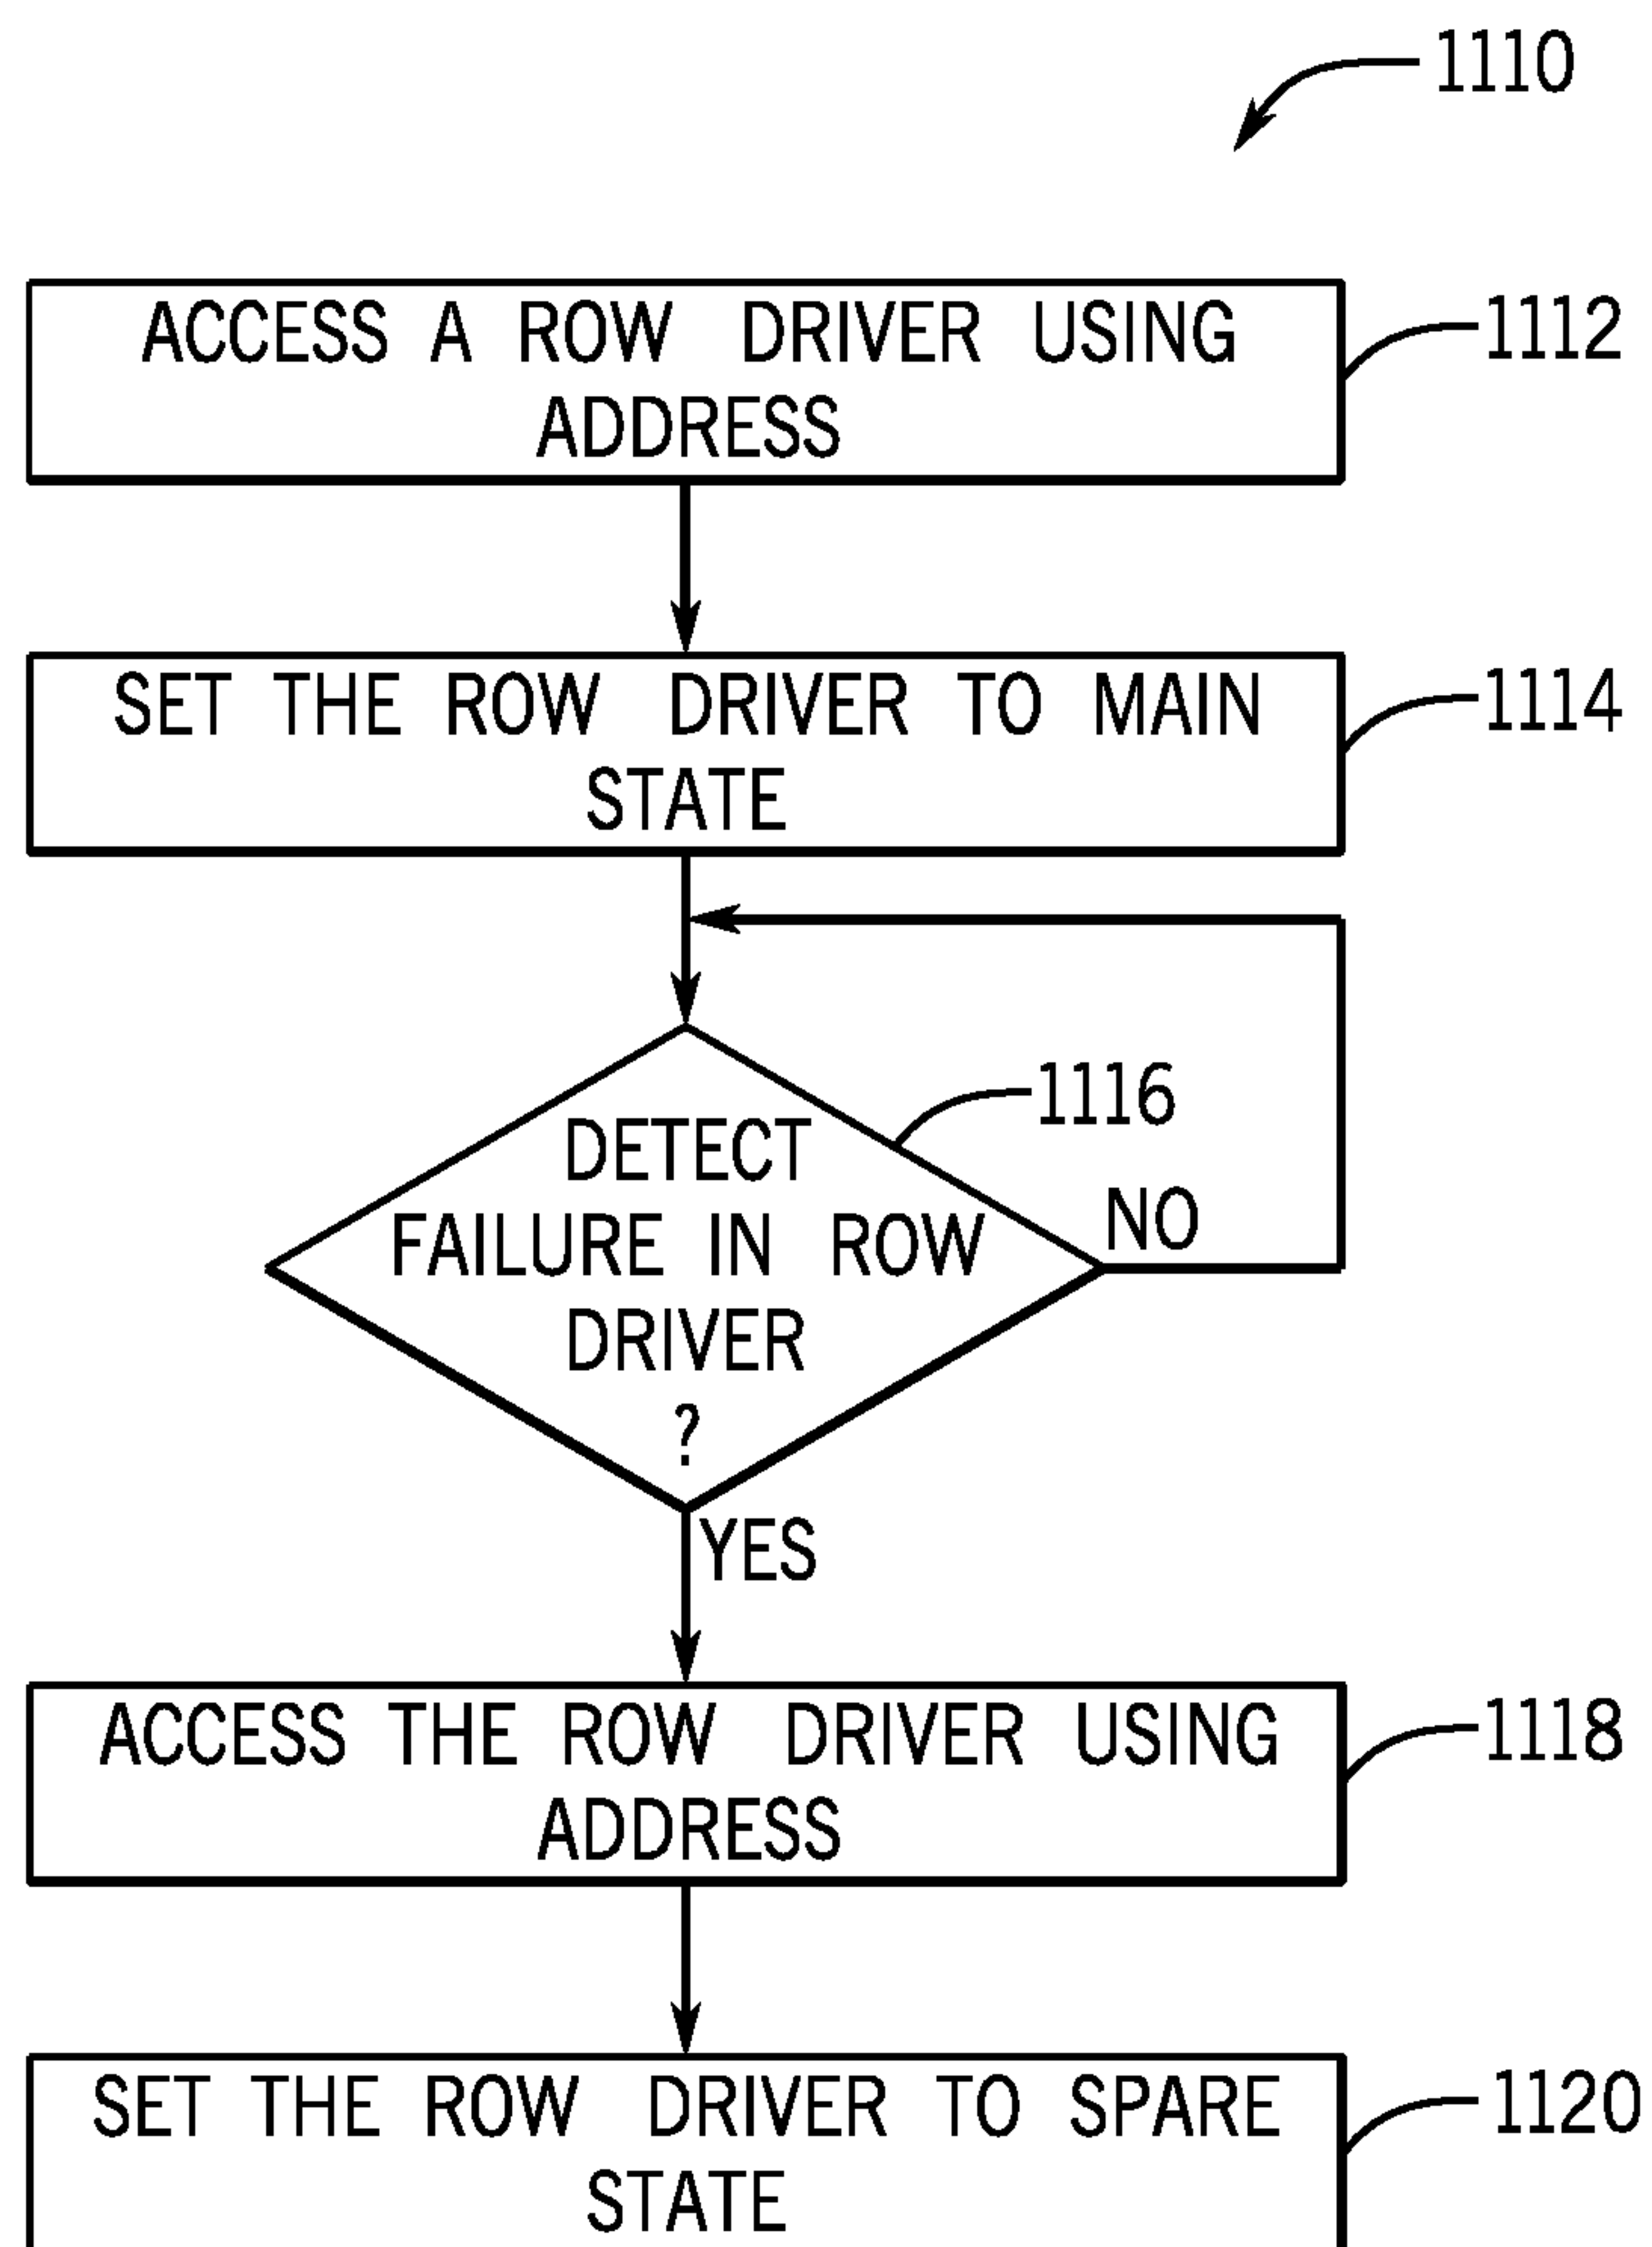 1110
ACCESS A ROW DRIVER USING
ADDRESS
1112
SET THE ROW DRIVER TO MAIN
STATE
1114
DETECT
FAILURE IN ROW
DRIVER
?
1116
NO
YES
ACCESS THE ROW DRIVER USING
ADDRESS
1118
SET THE ROW DRIVER TO SPARE
STATE
1120